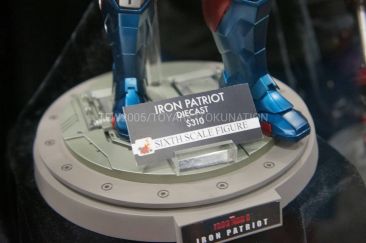 IRON PATRIOT
DIECAST
$310
SIXTH SCALE FIGURE
IRON PATRIOT